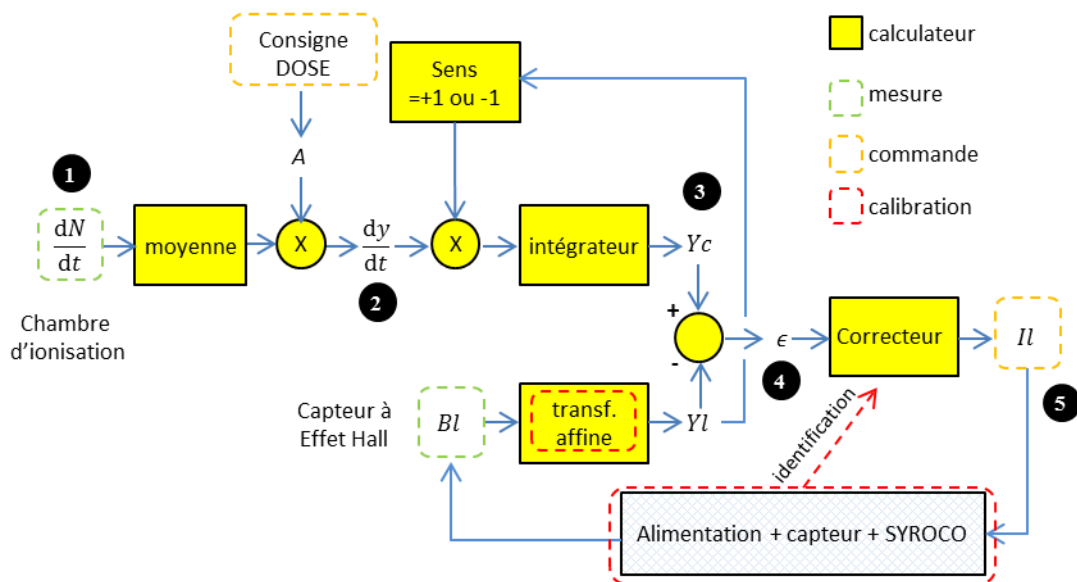 Consigne
DOSE
Sens
=+1 ou -1
calculateur
mesure
commande
calibration
A
1
dN
dt
moyenne
X
dy
dt
2
X
intégrateur
3
Yc
Chambre
d'ionisation
+
-
ϵ
4
Correcteur
Il
5
Capteur à
Effet Hall
Bl
transf.
affine
Yl
identification
Alimentation + capteur + SYROCO